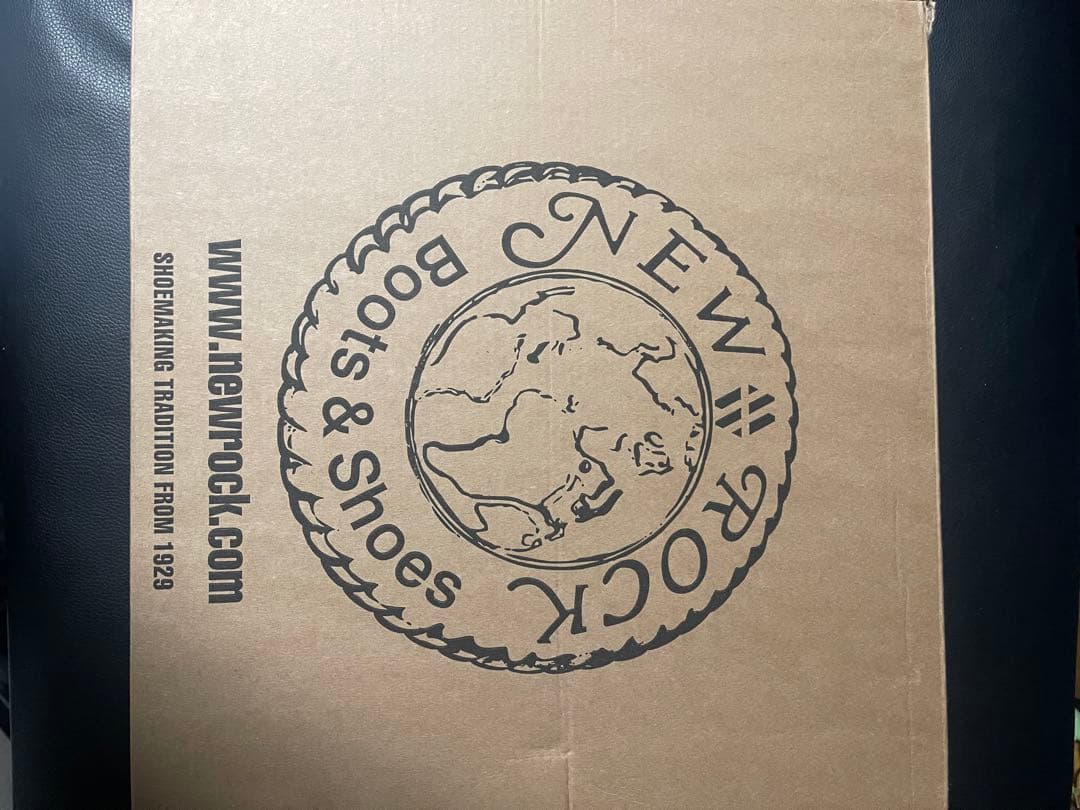 NEW ROCK
Boots & Shoes
www.newrock.com
SHOEMAKING TRADITION FROM 1929